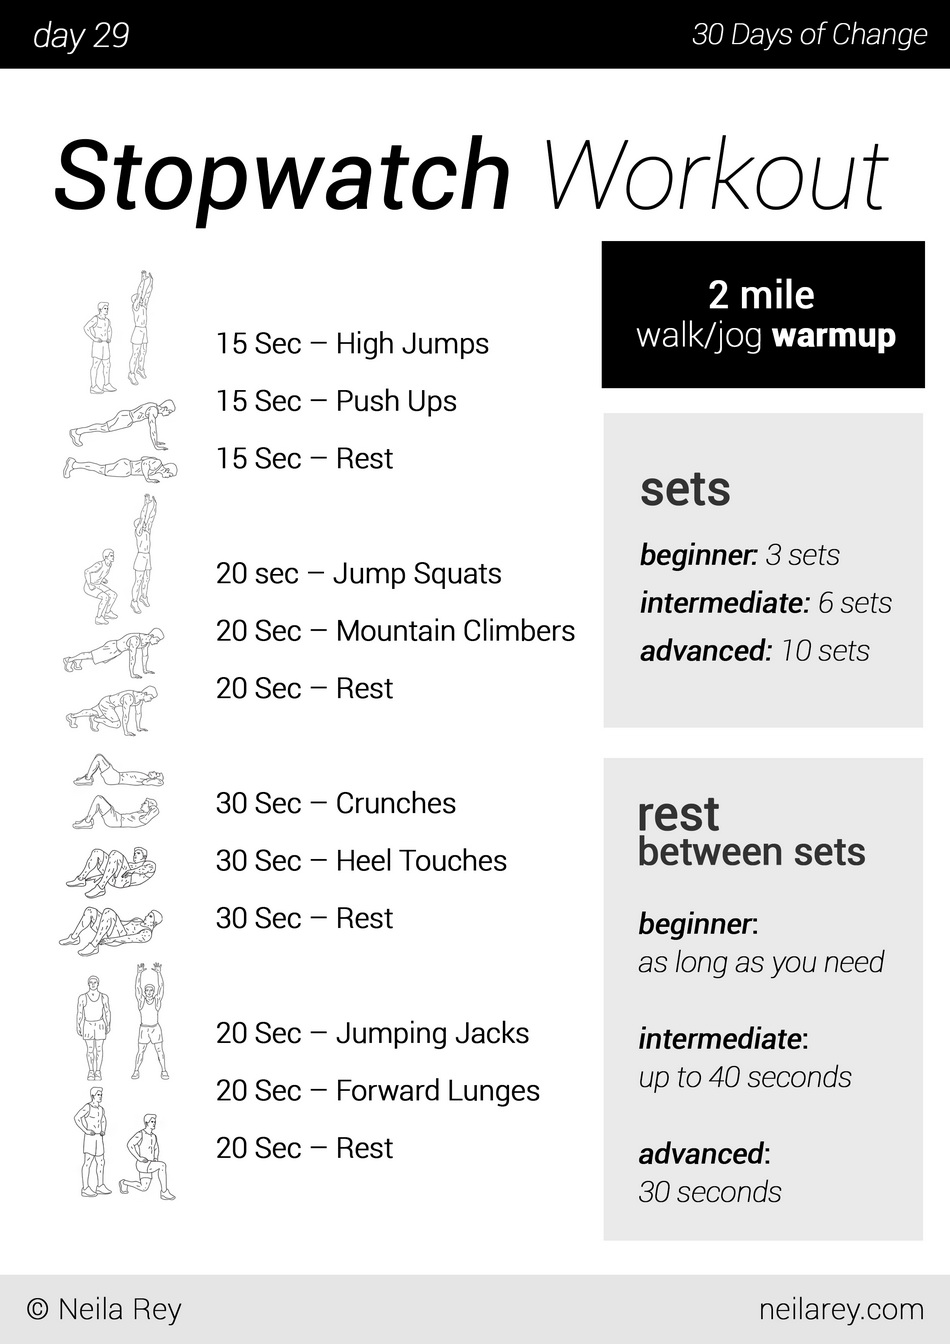 day 29
30 Days of Change
Stopwatch Workout
15 Sec – High Jumps
15 Sec – Push Ups
15 Sec – Rest
20 sec – Jump Squats
20 Sec – Mountain Climbers
20 Sec – Rest
30 Sec – Crunches
30 Sec – Heel Touches
30 Sec – Rest
20 Sec – Jumping Jacks
20 Sec – Forward Lunges
20 Sec – Rest
2 mile
walk/jog warmup
sets
beginner: 3 sets
intermediate: 6 sets
advanced: 10 sets
rest
between sets
beginner:
as long as you need
intermediate:
up to 40 seconds
advanced:
30 seconds
© Neila Rey
neilarey.com